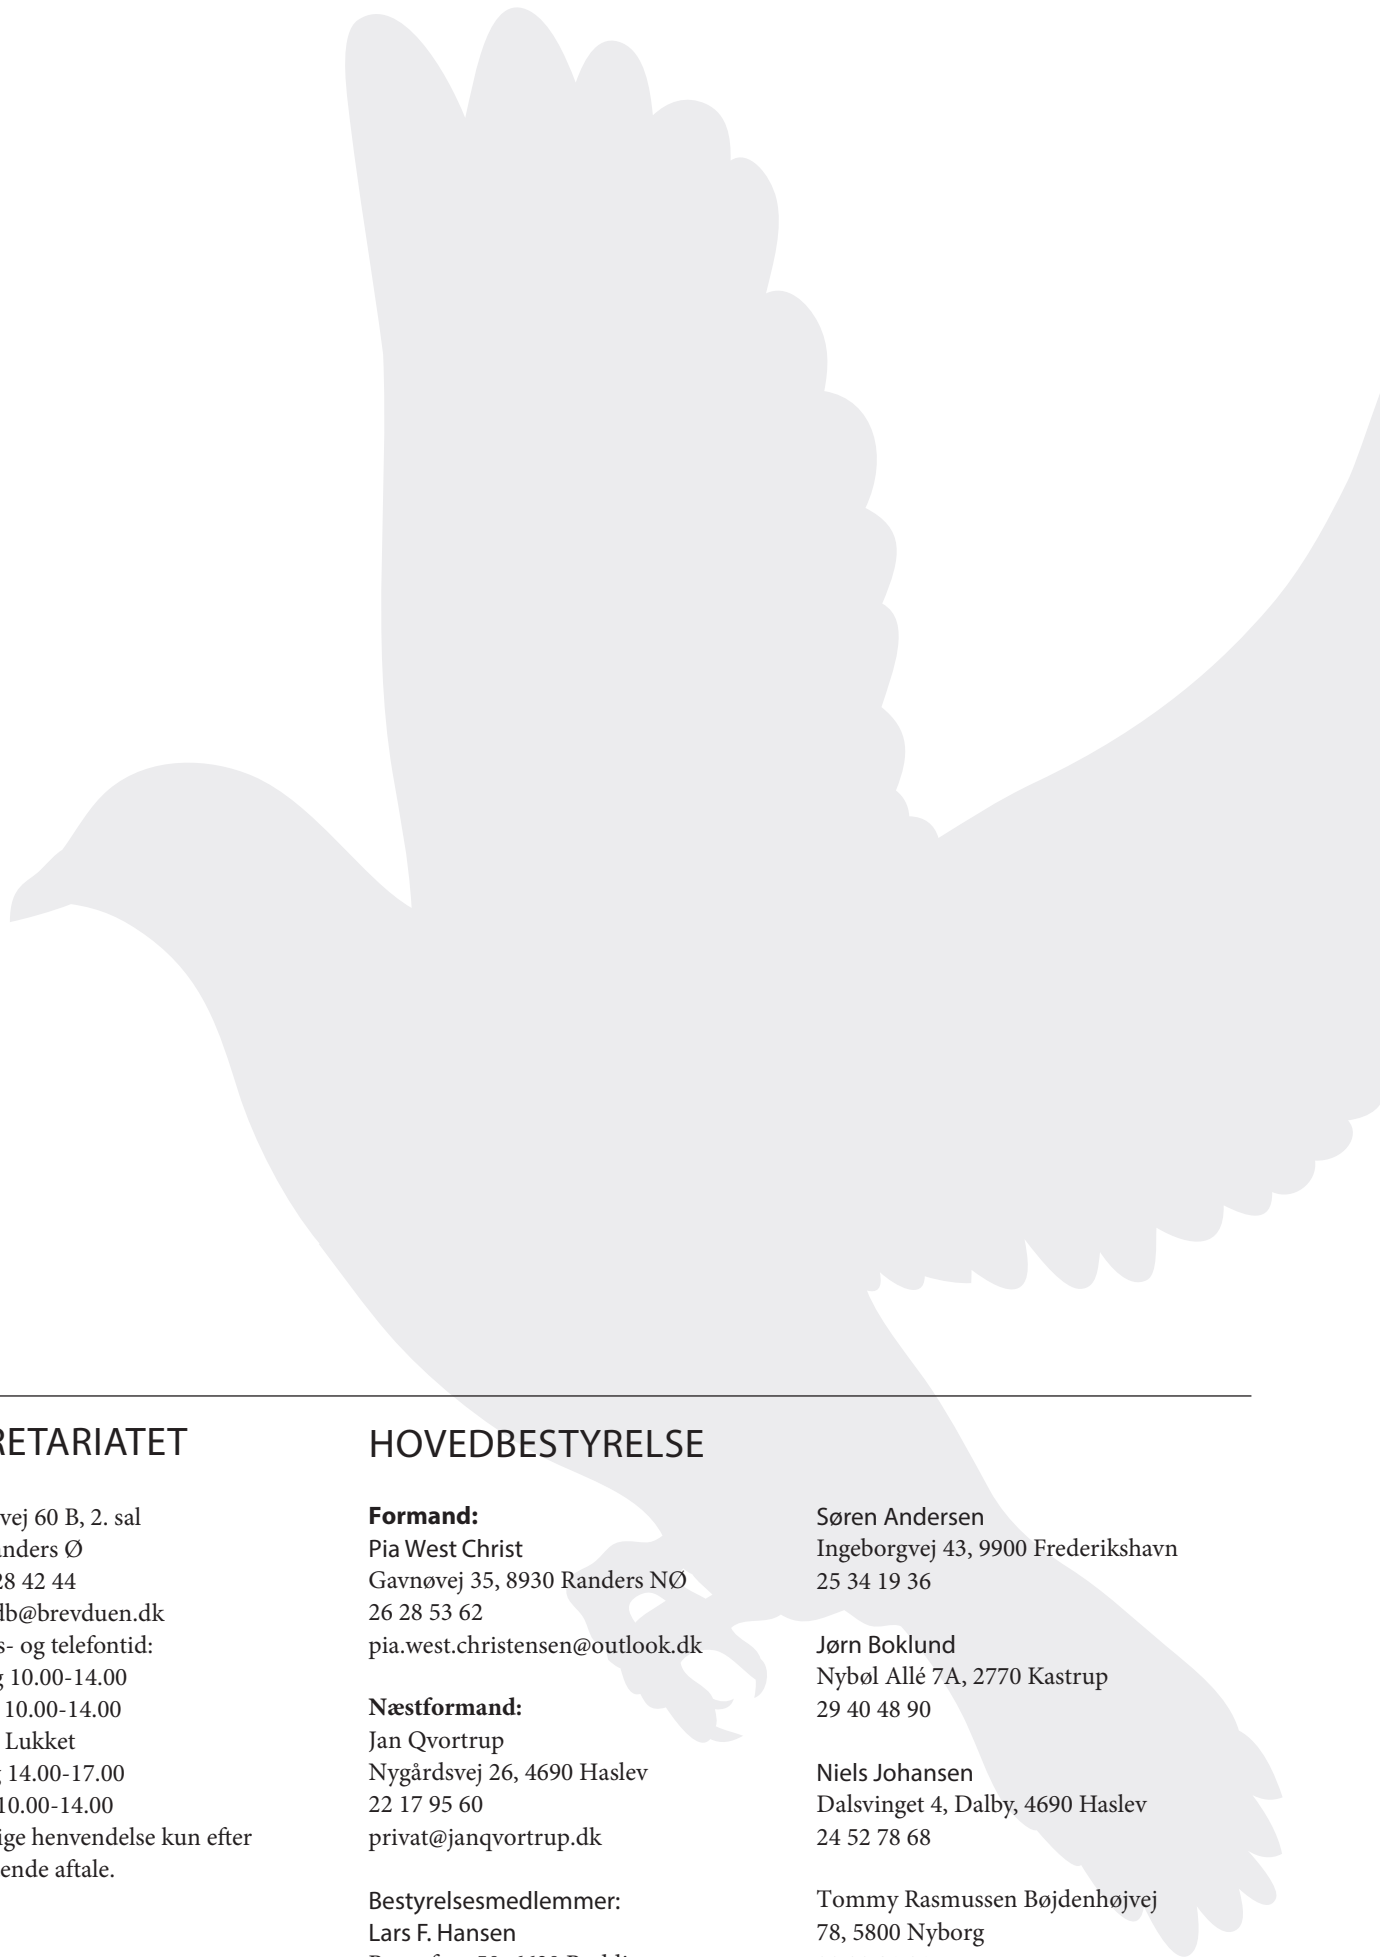 RETARIATET
vej 60 B, 2. sal
anders Ø
28 42 44
db@brevduen.dk
s- og telefontid:
g 10.00-14.00
10.00-14.00
Lukket
g 14.00-17.00
10.00-14.00
ige henvendelse kun efter
ende aftale.
HOVEDBESTYRELSE
Formand:
Pia West Christ
Gavnøvej 35, 8930 Randers NØ
26 28 53 62
pia.west.christensen@outlook.dk
Næstformand:
Jan Qvortrup
Nygårdsvej 26, 4690 Haslev
22 17 95 60
privat@janqvortrup.dk
Bestyrelsesmedlemmer:
Lars F. Hansen
Søren Andersen
Ingeborgvej 43, 9900 Frederikshavn
25 34 19 36
Jørn Boklund
Nybøl Allé 7A, 2770 Kastrup
29 40 48 90
Niels Johansen
Dalsvinget 4, Dalby, 4690 Haslev
24 52 78 68
Tommy Rasmussen Bøjdenhøjvej
78, 5800 Nyborg